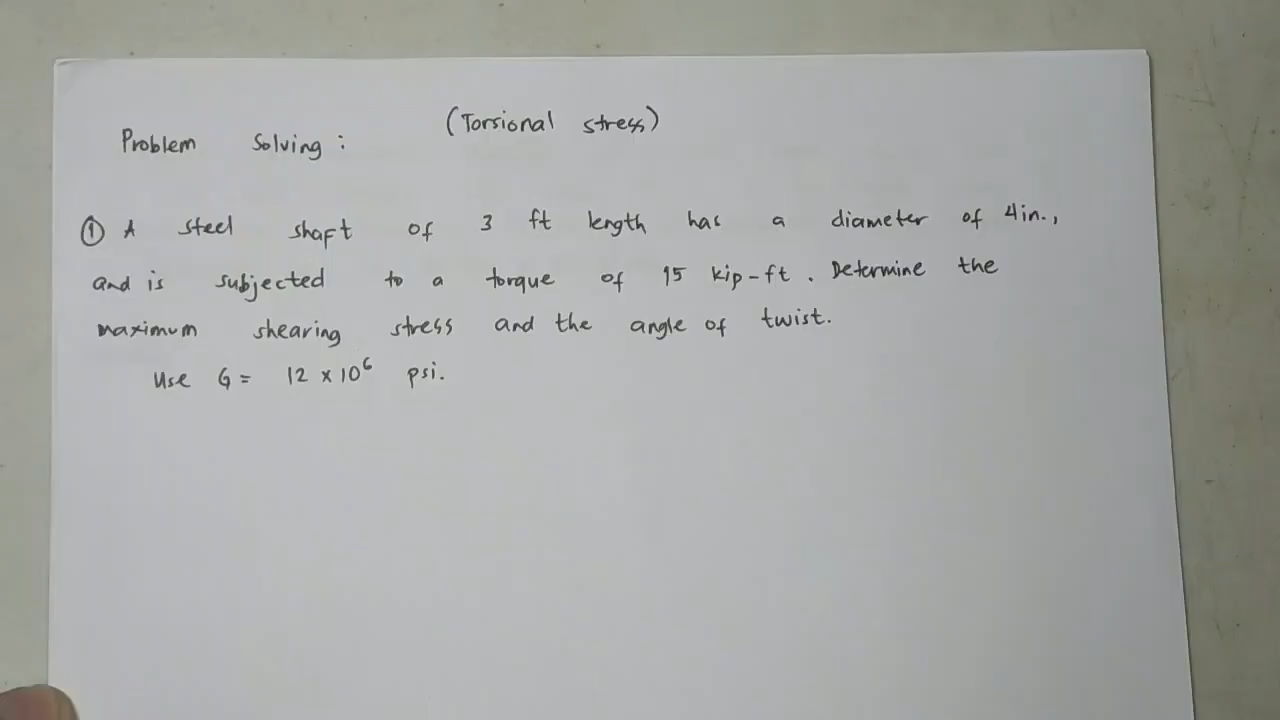 (Torsional stress)
Problem Solving:
① A steel shaft of 3 ft length has a diameter of 4in.,
and is subjected to a torque of 15 kip-ft. Determine the
maximum shearing stress and the angle of twist.
Use G = 12 x 10⁶ psi.